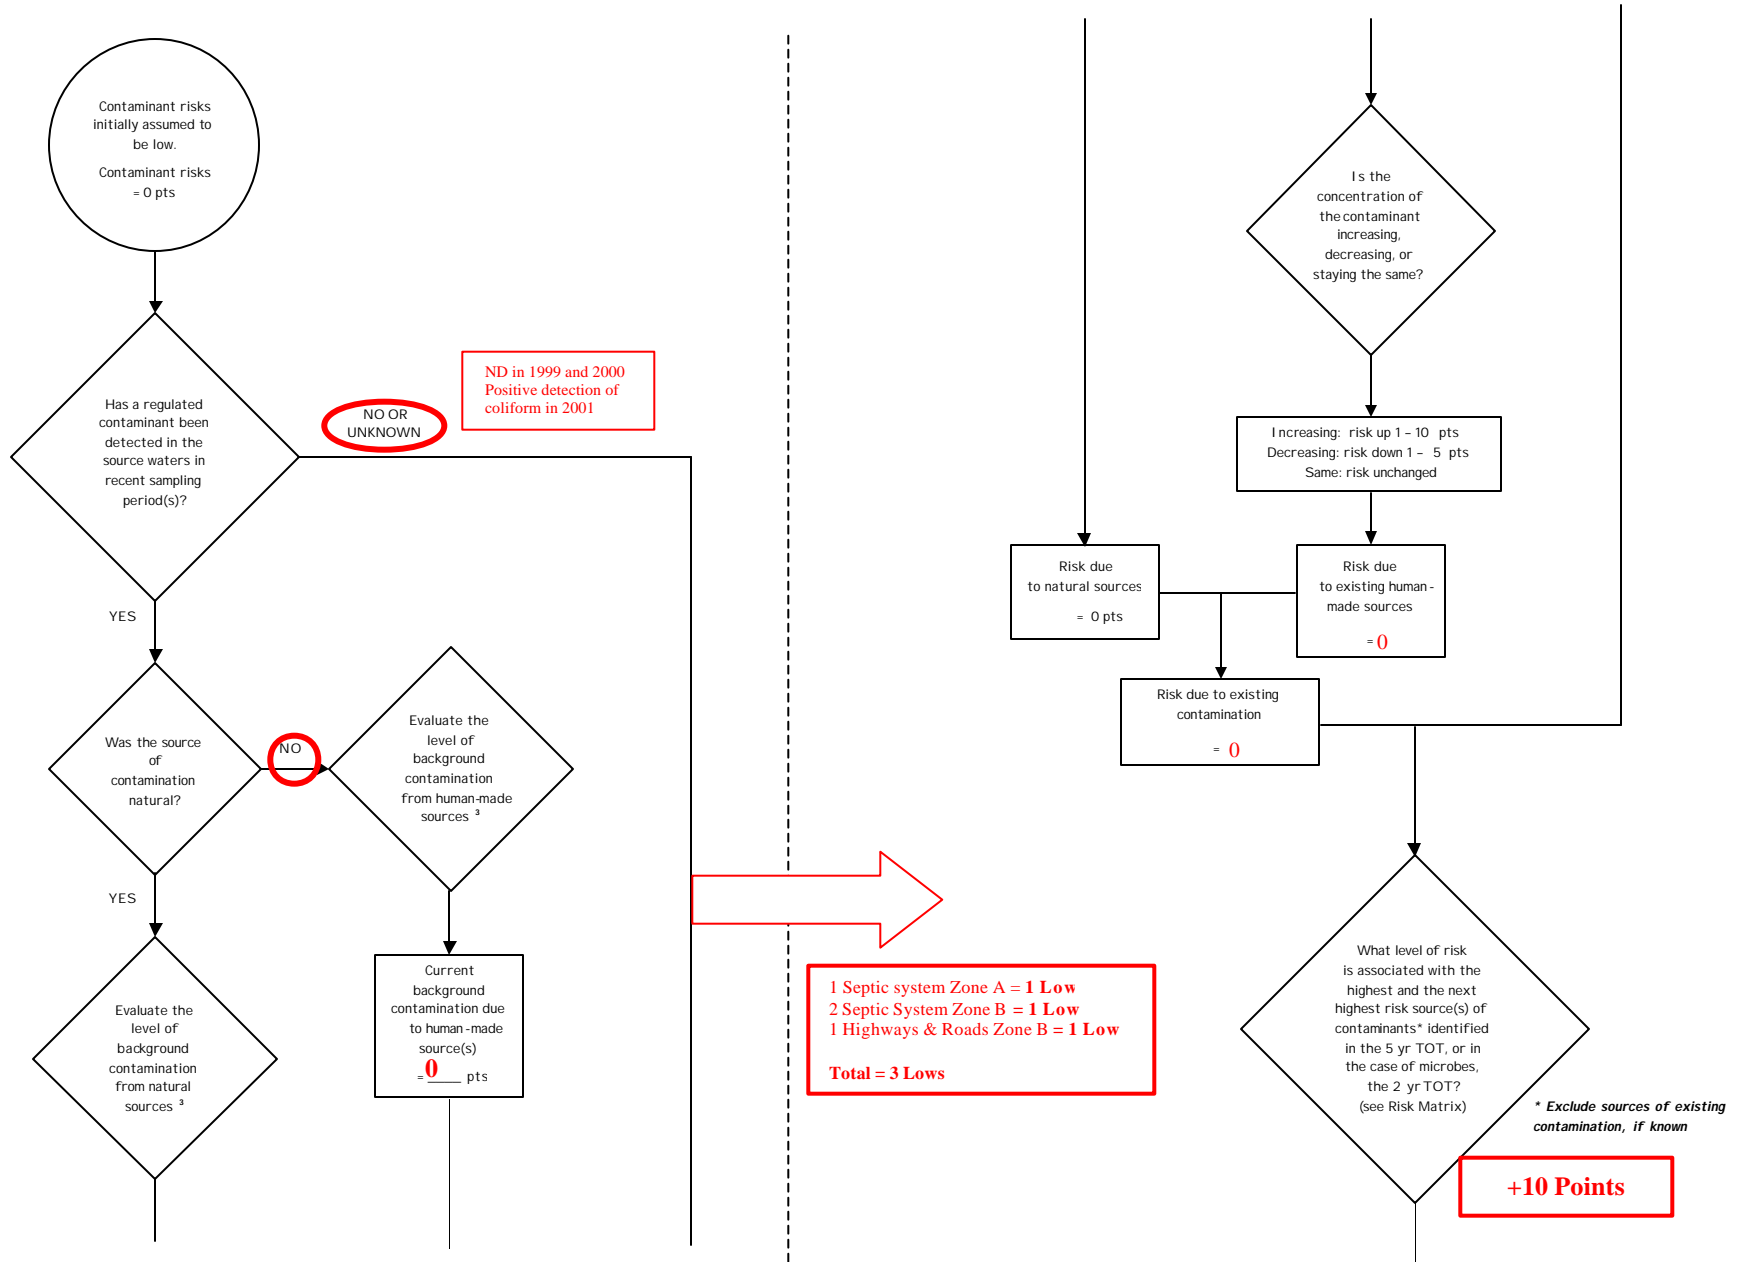 Contaminant risks
initially assumed to
be low.
Contaminant risks
= 0 pts
Has a regulated
contaminant been
detected in the
source waters in
recent sampling
period(s)?
NO OR
UNKNOWN
ND in 1999 and 2000
Positive detection of
coliform in 2001
YES
Was the source
of
contamination
natural?
NO
Evaluate the
level of
background
contamination
from human-made
sources ³
YES
Evaluate the
level of
background
contamination
from natural
sources ³
Current
background
contamination due
to human-made
source(s)
= 0____ pts
1 Septic system Zone A = 1 Low
2 Septic System Zone B = 1 Low
1 Highways & Roads Zone B = 1 Low
Total = 3 Lows
Is the
concentration of
the contaminant
increasing,
decreasing, or
staying the same?
Increasing: risk up 1 – 10 pts
Decreasing: risk down 1 – 5 pts
Same: risk unchanged
Risk due
to natural sources
= 0 pts
Risk due
to existing human-
made sources
= 0
Risk due to existing
contamination
= 0
What level of risk
is associated with the
highest and the next
highest risk source(s) of
contaminants* identified
in the 5 yr TOT, or in
the case of microbes,
the 2 yr TOT?
(see Risk Matrix)
* Exclude sources of existing
contamination, if known
+10 Points